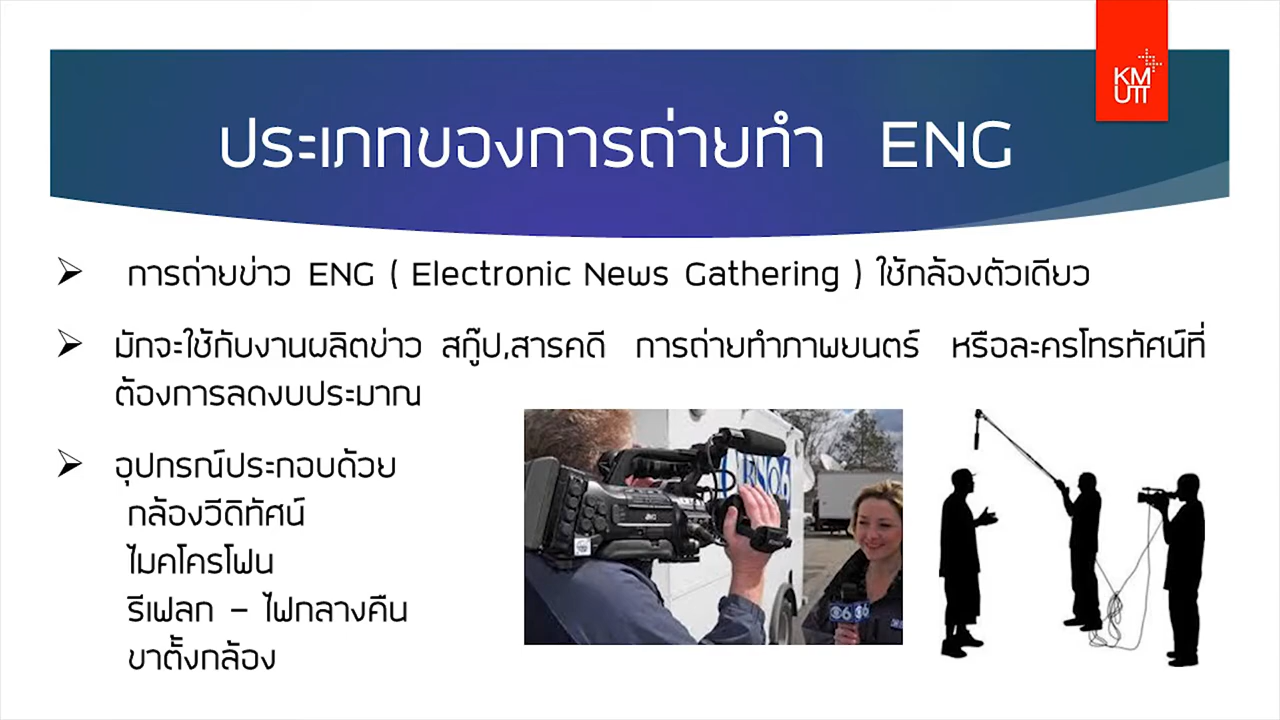 KM
UTT
ประเภทของการถ่ายทำ ENG
➢ การถ่ายข่าว ENG ( Electronic News Gathering ) ใช้กล้องตัวเดียว
➢ มักจะใช้กับงานผลิตข่าว สกู๊ป,สารคดี การถ่ายทำภาพยนตร์ หรือละครโทรทัศน์ที่
ต้องการลดงบประมาณ
➢ อุปกรณ์ประกอบด้วย
กล้องวีดิทัศน์
ไมคโครโฟน
รีเฟลก – ไฟกลางคืน
ขาตั้งกล้อง
JVC
6